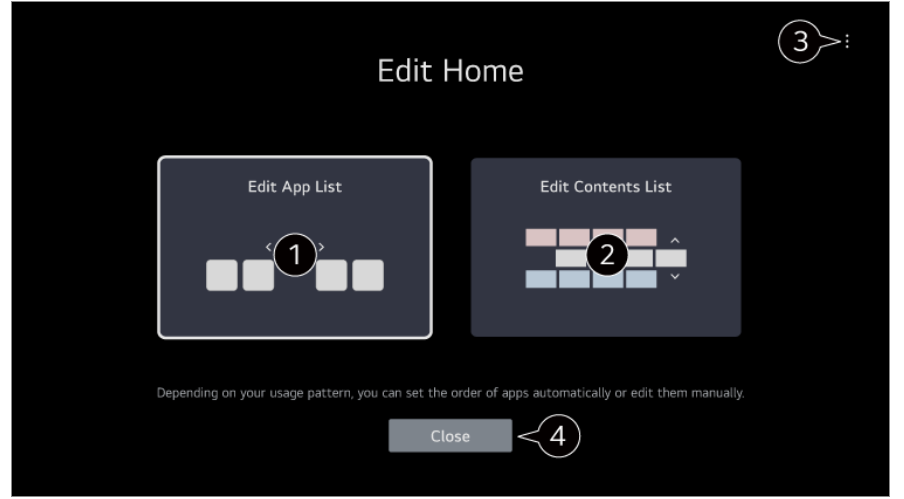 3
Edit Home
Edit App List
Edit Contents List
1
2
Depending on your usage pattern, you can set the order of apps automatically or edit them manually.
Close
4